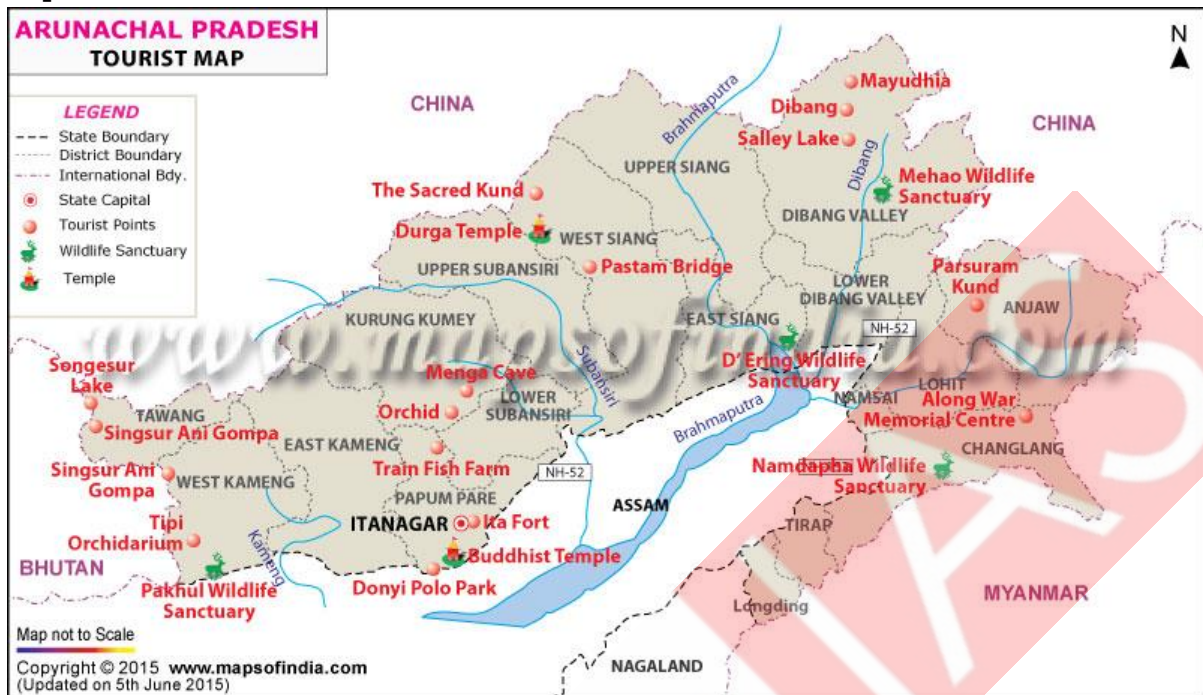 ARUNACHAL PRADESH
TOURIST MAP
N
LEGEND
State Boundary
District Boundary
International Bdy.
State Capital
Tourist Points
Wildlife Sanctuary
Temple
CHINA
CHINA
Brahmaputra
Mayudhia
Dibang
Salley Lake
UPPER SIANG
Dibang
Mehao Wildlife
Sanctuary
The Sacred Kund
DIBANG VALLEY
Durga Temple
WEST SIANG
Pastam Bridge
UPPER SUBANSIRI
LOWER
DIBANG VALLEY
Parsuram
Kund
ANJAW
KURUNG KUMEY
EAST SIANG
NH-52
www.mapsofindia.com
D' Ering Wildlife
Sanctuary
Songesur
Lake
Menga Cave
Subansiri
LOWER
SUBANSIRI
Orchid
TAWANG
Singsur Ani Gompa
EAST KAMENG
Train Fish Farm
Brahmaputra
NAMSAI
LOHIT
Along War
Memorial Centre
CHANGLANG
Singsur Ani
Gompa
WEST KAMENG
NH-52
Namdapha Wildlife
Sanctuary
PAPUM PARE
ASSAM
ITANAGAR
Ita Fort
TIRAP
Tipi
Orchidarium
Kameng
Buddhist Temple
BHUTAN
Pakhul Wildlife
Sanctuary
Donyi Polo Park
MYANMAR
Longding
NAGALAND
IAS
Map not to Scale
Copyright © 2015 www.mapsofindia.com
(Updated on 5th June 2015)